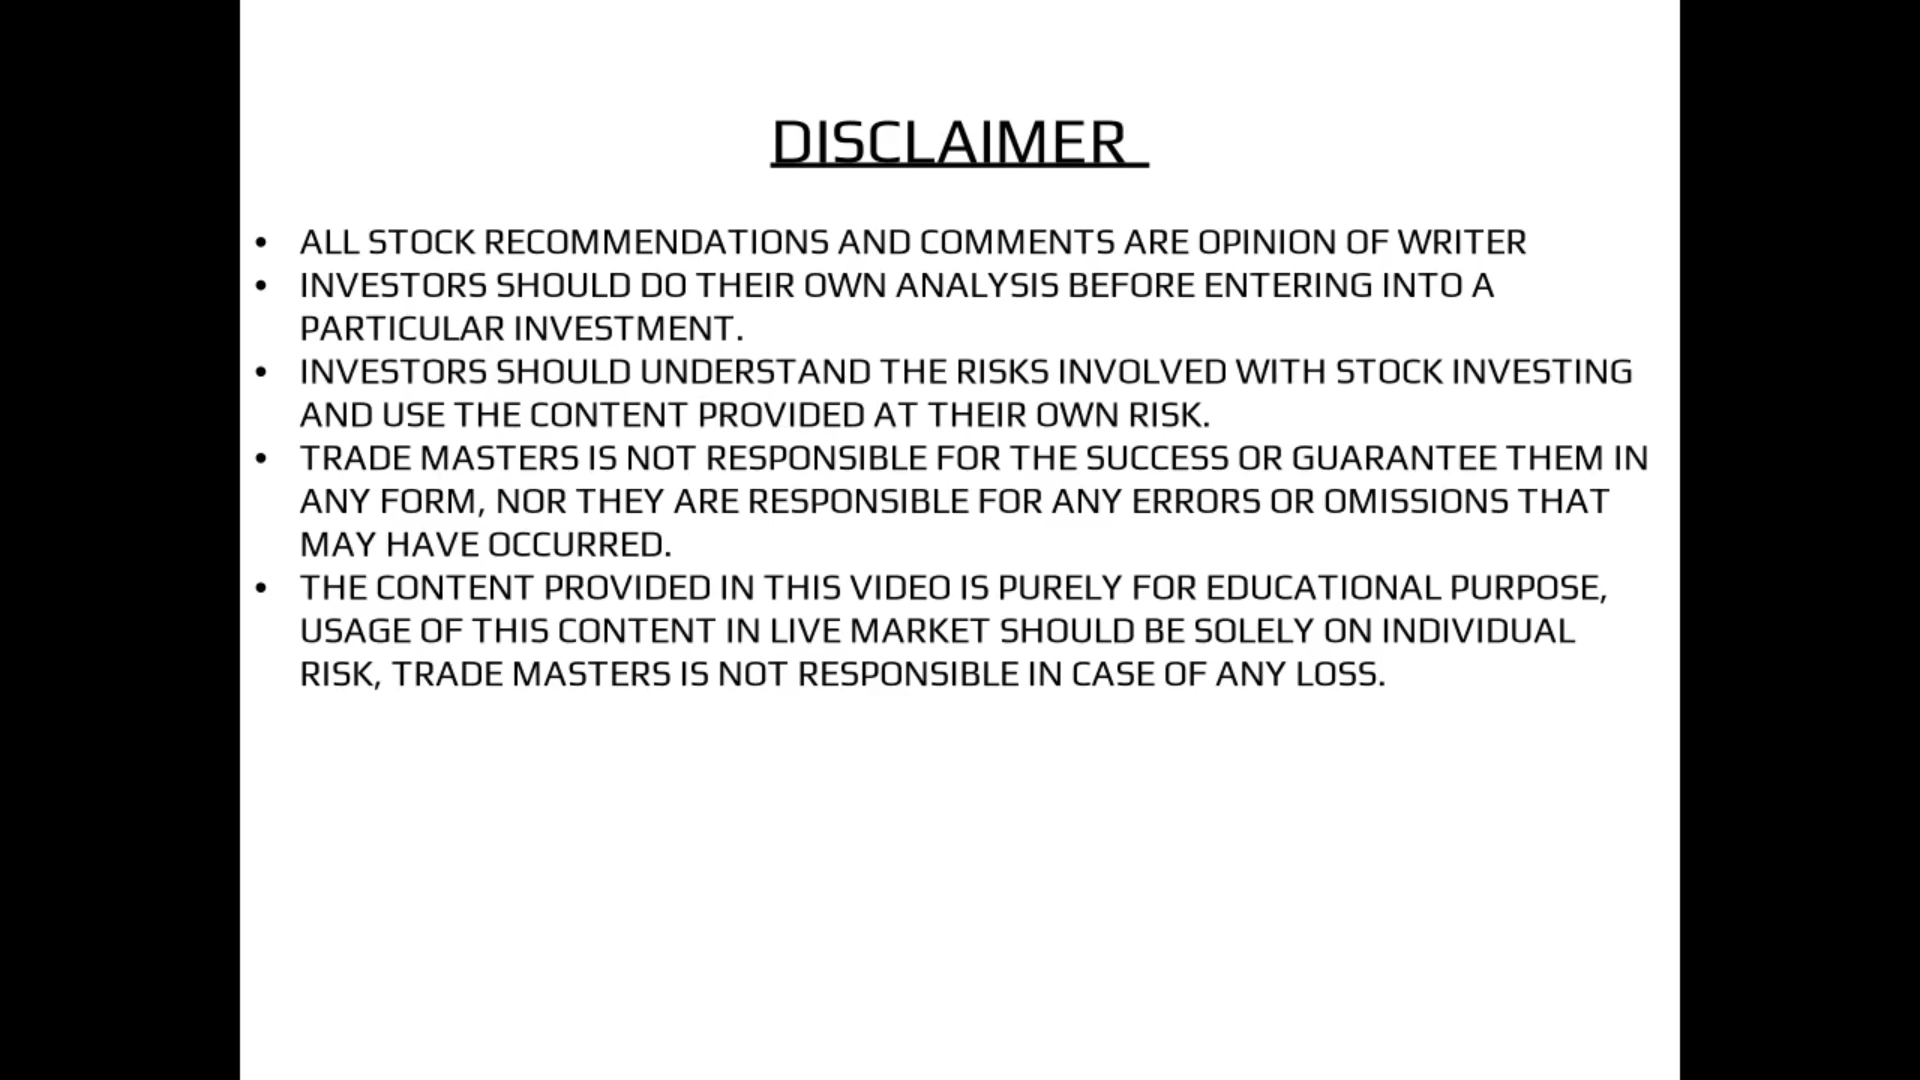 DISCLAIMER
• ALL STOCK RECOMMENDATIONS AND COMMENTS ARE OPINION OF WRITER
• INVESTORS SHOULD DO THEIR OWN ANALYSIS BEFORE ENTERING INTO A
PARTICULAR INVESTMENT.
• INVESTORS SHOULD UNDERSTAND THE RISKS INVOLVED WITH STOCK INVESTING
AND USE THE CONTENT PROVIDED AT THEIR OWN RISK.
• TRADE MASTERS IS NOT RESPONSIBLE FOR THE SUCCESS OR GUARANTEE THEM IN
ANY FORM, NOR THEY ARE RESPONSIBLE FOR ANY ERRORS OR OMISSIONS THAT
MAY HAVE OCCURRED.
• THE CONTENT PROVIDED IN THIS VIDEO IS PURELY FOR EDUCATIONAL PURPOSE,
USAGE OF THIS CONTENT IN LIVE MARKET SHOULD BE SOLELY ON INDIVIDUAL
RISK, TRADE MASTERS IS NOT RESPONSIBLE IN CASE OF ANY LOSS.